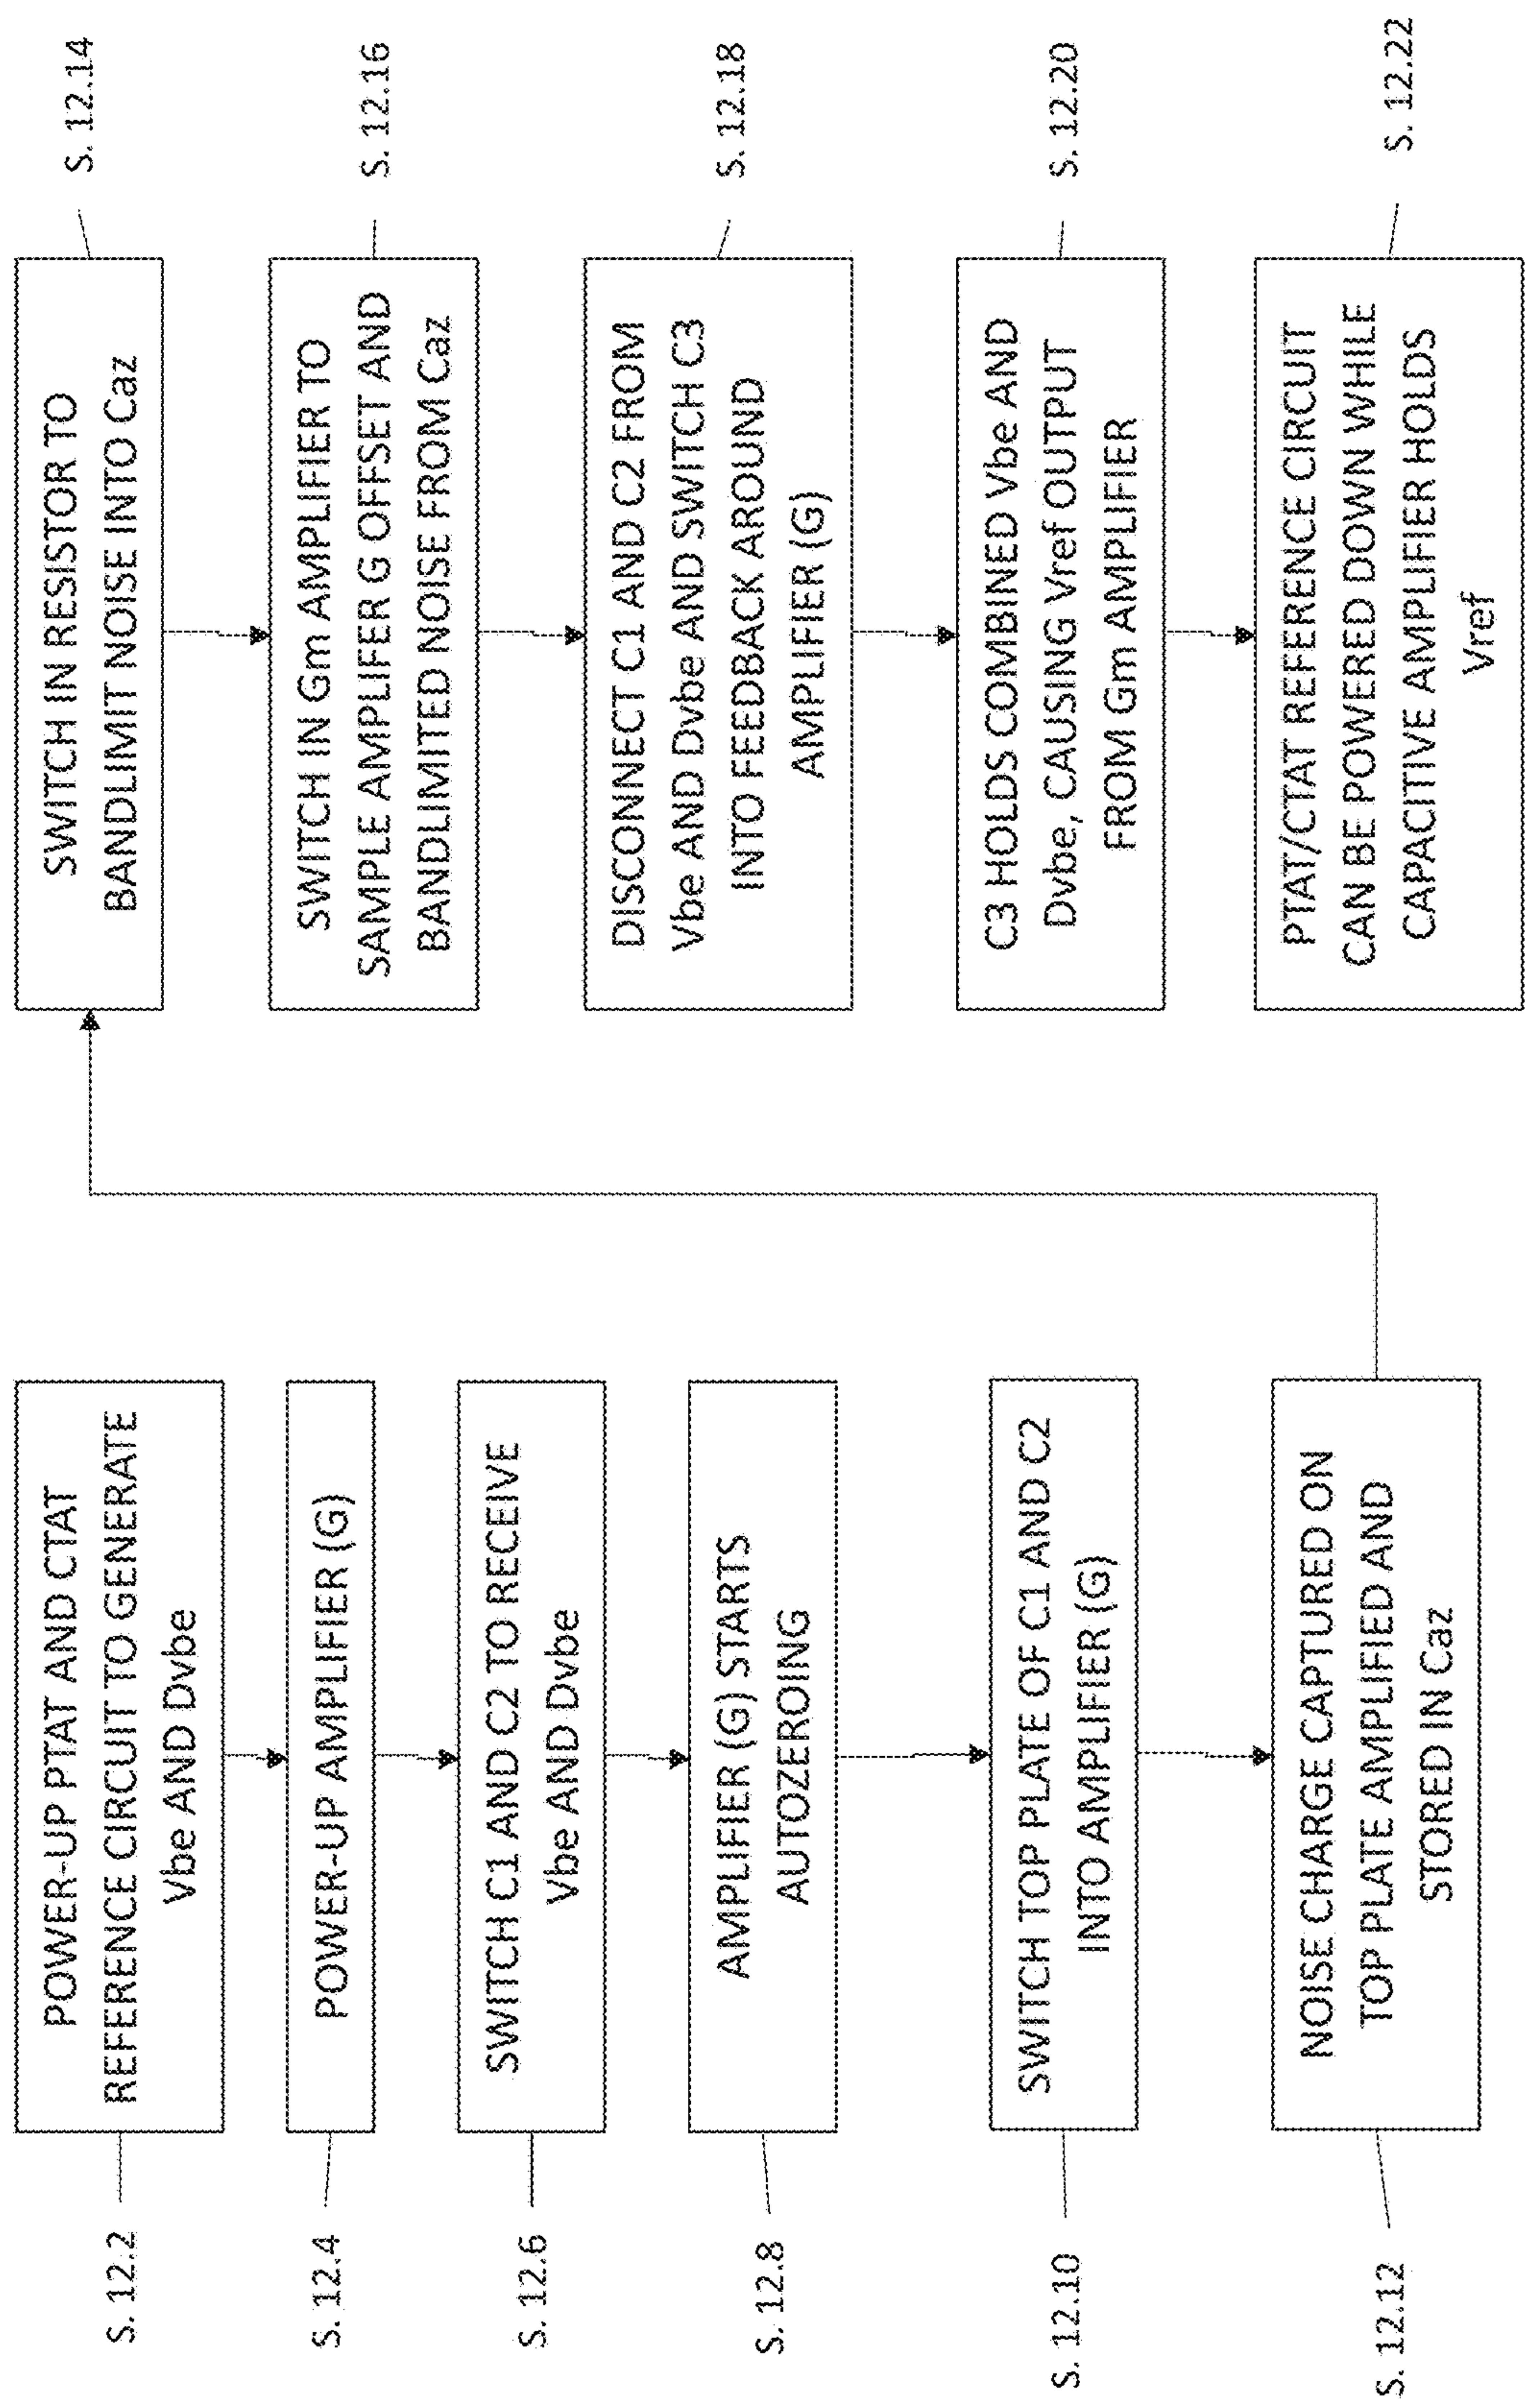 S. 12.2
POWER-UP PTAT AND CTAT
REFERENCE CIRCUIT TO GENERATE
Vbe AND Dvbe
S. 12.4
POWER-UP AMPLIFIER (G)
S. 12.6
SWITCH C1 AND C2 TO RECEIVE
Vbe AND Dvbe
S. 12.8
AMPLIFIER (G) STARTS
AUTOZEROING
S. 12.10
SWITCH TOP PLATE OF C1 AND C2
INTO AMPLIFIER (G)
S. 12.12
NOISE CHARGE CAPTURED ON
TOP PLATE AMPLIFIED AND
STORED IN Caz
SWITCH IN RESISTOR TO
BANDLIMIT NOISE INTO Caz
S. 12.14
SWITCH IN Gm AMPLIFIER TO
SAMPLE AMPLIFER G OFFSET AND
BANDLIMITED NOISE FROM Caz
S. 12.16
DISCONNECT C1 AND C2 FROM
Vbe AND Dvbe AND SWITCH C3
INTO FEEDBACK AROUND
AMPLIFIER (G)
S. 12.18
C3 HOLDS COMBINED Vbe AND
Dvbe, CAUSING Vref OUTPUT
FROM Gm AMPLIFIER
S. 12.20
PTAT/CTAT REFERENCE CIRCUIT
CAN BE POWERED DOWN WHILE
CAPACITIVE AMPLIFIER HOLDS
Vref
S. 12.22